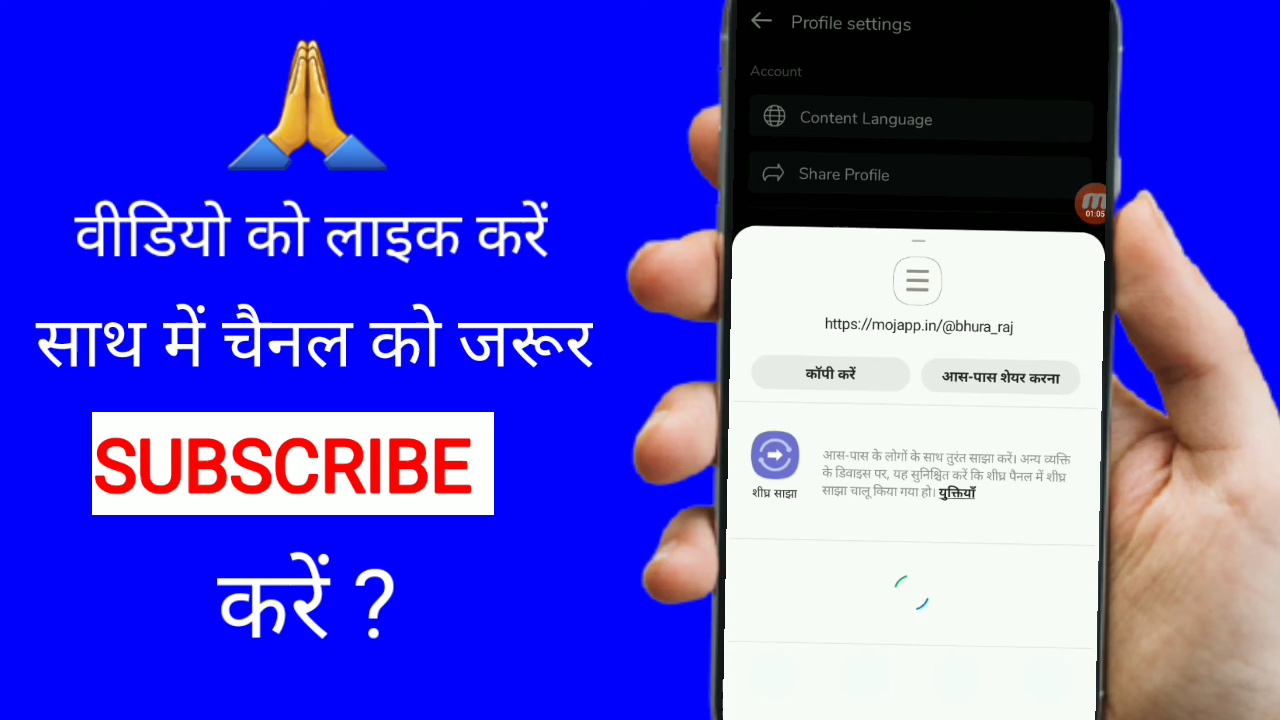 वीडियो को लाइक करें
साथ में चैनल को जरूर
SUBSCRIBE
करें ?
Profile settings
Account
Content Language
Share Profile
01:05
https://mojapp.in/@bhura_raj
कॉपी करें
आस-पास शेयर करना
शीघ्र साझा
आस-पास के लोगों के साथ तुरंत साझा करें। अन्य व्यक्ति
के डिवाइस पर, यह सुनिश्चित करें कि शीघ्र पैनल में शीघ्र
साझा चालू किया गया हो। युक्तियाँ